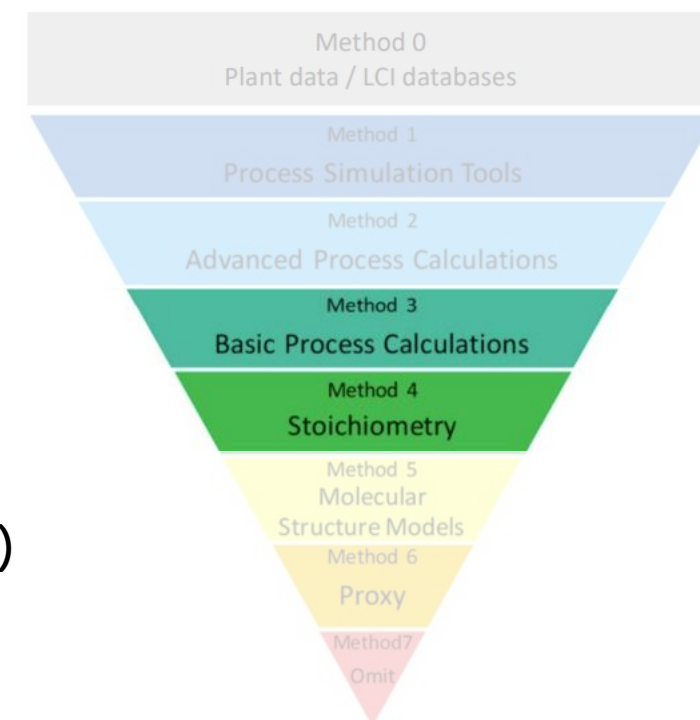 Method 0
Plant data / LCI databases
Method 1
Process Simulation Tools
Method 2
Advanced Process Calculations
Method 3
Basic Process Calculations
Method 4
Stoichiometry
Method 5
Molecular
Structure Models
)
Method 6
Proxy
Method7
Omit